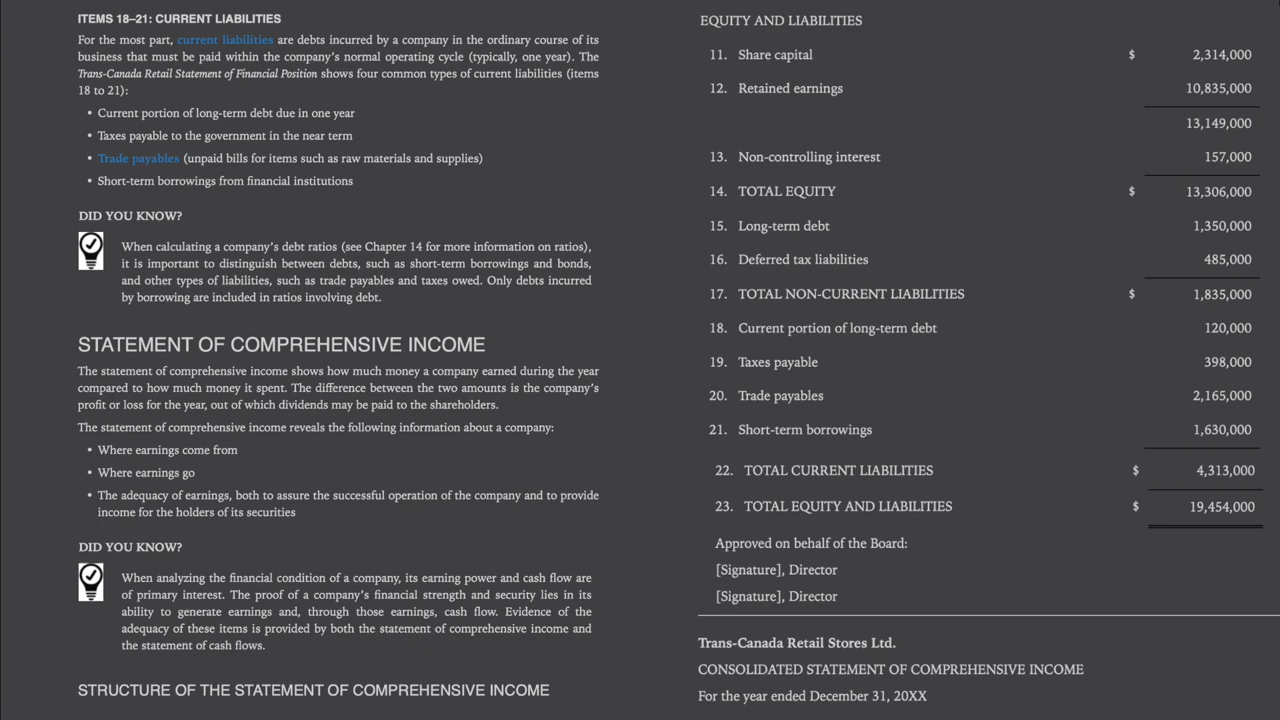 ITEMS 18–21: CURRENT LIABILITIES
For the most part, current liabilities are debts incurred by a company in the ordinary course of its
business that must be paid within the company’s normal operating cycle (typically, one year). The
Trans-Canada Retail Statement of Financial Position shows four common types of current liabilities (items
18 to 21):
• Current portion of long-term debt due in one year
• Taxes payable to the government in the near term
• Trade payables (unpaid bills for items such as raw materials and supplies)
• Short-term borrowings from financial institutions
DID YOU KNOW?
When calculating a company’s debt ratios (see Chapter 14 for more information on ratios),
it is important to distinguish between debts, such as short-term borrowings and bonds,
and other types of liabilities, such as trade payables and taxes owed. Only debts incurred
by borrowing are included in ratios involving debt.
STATEMENT OF COMPREHENSIVE INCOME
The statement of comprehensive income shows how much money a company earned during the year
compared to how much money it spent. The difference between the two amounts is the company’s
profit or loss for the year, out of which dividends may be paid to the shareholders.
The statement of comprehensive income reveals the following information about a company:
• Where earnings come from
• Where earnings go
• The adequacy of earnings, both to assure the successful operation of the company and to provide
income for the holders of its securities
DID YOU KNOW?
When analyzing the financial condition of a company, its earning power and cash flow are
of primary interest. The proof of a company’s financial strength and security lies in its
ability to generate earnings and, through those earnings, cash flow. Evidence of the
adequacy of these items is provided by both the statement of comprehensive income and
the statement of cash flows.
STRUCTURE OF THE STATEMENT OF COMPREHENSIVE INCOME
EQUITY AND LIABILITIES
11. Share capital $ 2,314,000
12. Retained earnings 10,835,000
13,149,000
13. Non-controlling interest 157,000
14. TOTAL EQUITY $ 13,306,000
15. Long-term debt 1,350,000
16. Deferred tax liabilities 485,000
17. TOTAL NON-CURRENT LIABILITIES $ 1,835,000
18. Current portion of long-term debt 120,000
19. Taxes payable 398,000
20. Trade payables 2,165,000
21. Short-term borrowings 1,630,000
22. TOTAL CURRENT LIABILITIES $ 4,313,000
23. TOTAL EQUITY AND LIABILITIES $ 19,454,000
Approved on behalf of the Board:
[Signature], Director
[Signature], Director
Trans-Canada Retail Stores Ltd.
CONSOLIDATED STATEMENT OF COMPREHENSIVE INCOME
For the year ended December 31, 20XX